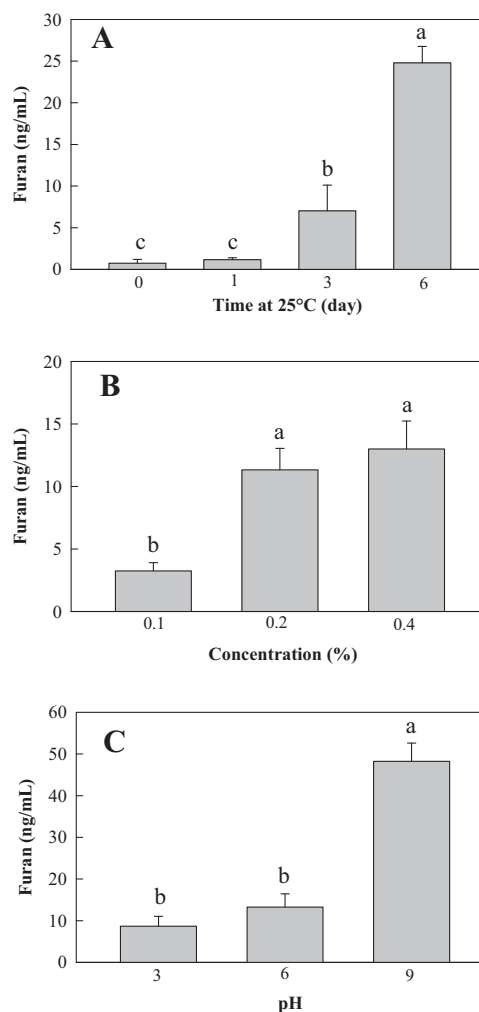 A
Furan (ng/mL)
30
25
20
15
10
5
0
c
c
b
a
0 1 3 6
Time at 25°C (day)
B
Furan (ng/mL)
20
15
10
5
0
b
a
a
0.1 0.2 0.4
Concentration (%)
C
Furan (ng/mL)
60
50
40
30
20
10
0
b
b
a
3 6 9
pH